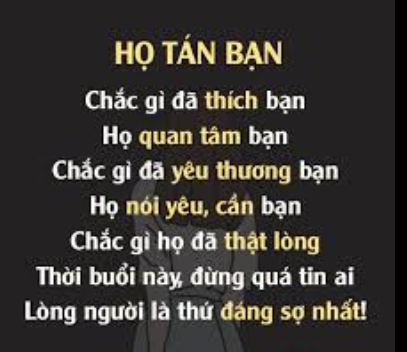 HỌ TÁN BẠN
Chắc gì đã thích bạn
Họ quan tâm bạn
Chắc gì đã yêu thương bạn
Họ nói yêu, cần bạn
Chắc gì họ đã thật lòng
Thời buổi này, đừng quá tin ai
Lòng người là thứ đáng sợ nhất!